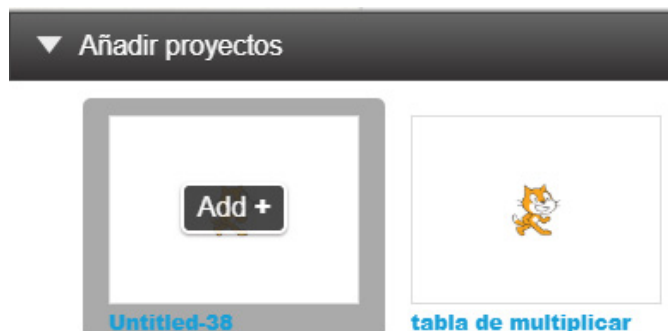 Añadir proyectos
Add +
Untitled-38
tabla de multiplicar